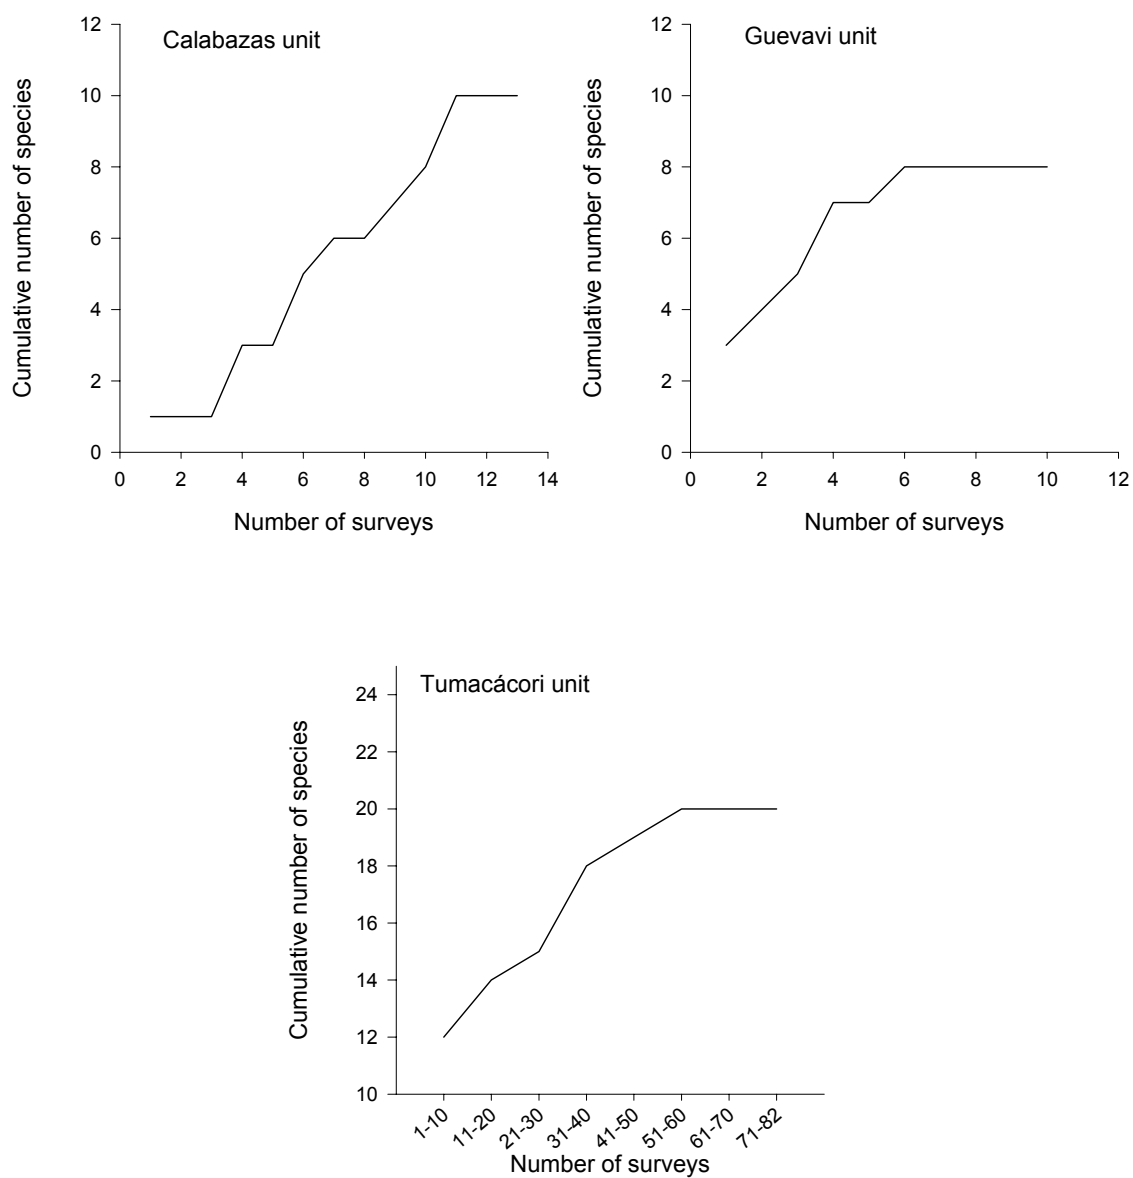 Calabazas unit
Cumulative number of species
12
10
8
6
4
2
0
0 2 4 6 8 10 12 14
Number of surveys
Guevavi unit
Cumulative number of species
12
10
8
6
4
2
0
0 2 4 6 8 10 12
Number of surveys
Tumacácori unit
Cumulative number of species
24
22
20
18
16
14
12
10
1-10 11-20 21-30 31-40 41-50 51-60 61-70 71-82
Number of surveys